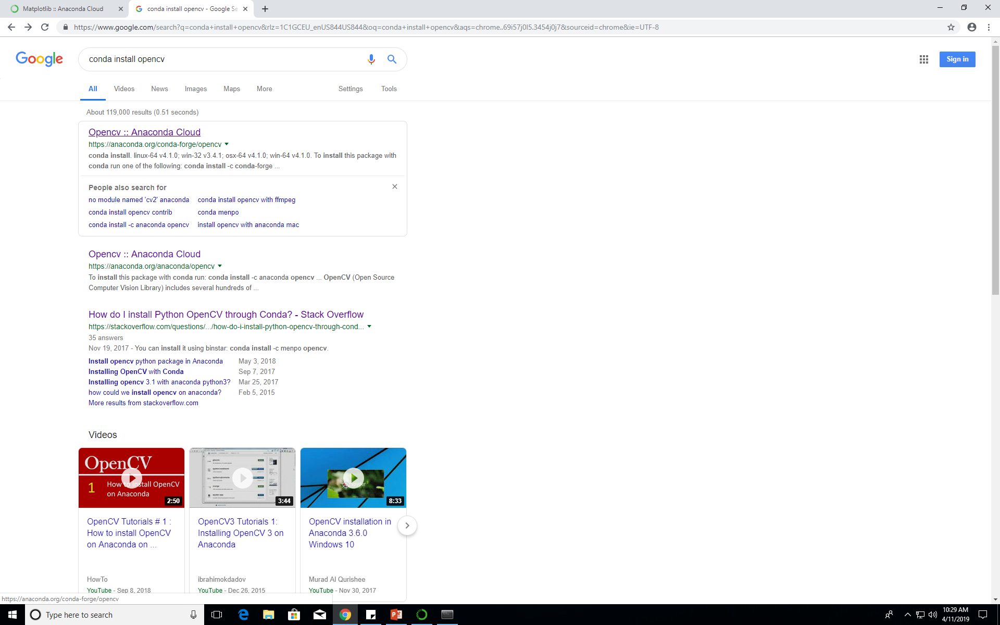 Matplotlib :: Anaconda Cloud
conda install opencv - Google Se
https://www.google.com/search?q=conda+install+opencv&rlz=1C1GCEU_enUS844US844&oq=conda+install+opencv&aqs=chrome..69i57j0l5.3454j0j7&sourceid=chrome&ie=UTF-8
Google
conda install opencv
Sign in
All Videos News Images Maps More Settings Tools
About 119,000 results (0.51 seconds)
Opencv :: Anaconda Cloud
https://anaconda.org/conda-forge/opencv
conda install. linux-64 v4.1.0; win-32 v3.4.1; osx-64 v4.1.0; win-64 v4.1.0. To install this package with
conda run one of the following: conda install -c conda-forge ...
People also search for
no module named 'cv2' anaconda conda install opencv with ffmpeg
conda install opencv contrib conda menpo
conda install -c anaconda opencv install opencv with anaconda mac
Opencv :: Anaconda Cloud
https://anaconda.org/anaconda/opencv
To install this package with conda run: conda install -c anaconda opencv ... OpenCV (Open Source
Computer Vision Library) includes several hundreds of ...
How do I install Python OpenCV through Conda? - Stack Overflow
https://stackoverflow.com/questions/.../how-do-i-install-python-opencv-through-cond...
35 answers
Nov 19, 2017 - You can install it using binstar: conda install -c menpo opencv.
Install opencv python package in Anaconda May 3, 2018
Installing OpenCV with Conda Sep 7, 2017
Installing opencv 3.1 with anaconda python3? Mar 25, 2017
how could we install opencv on anaconda? Feb 5, 2015
More results from stackoverflow.com
Videos
OpenCV
1 How to install OpenCV
on Anaconda
2:50
3:44
8:33
OpenCV Tutorials # 1 :
How to install OpenCV
on Anaconda on ...
HowTo
YouTube - Sep 8, 2018
OpenCV3 Tutorials 1:
Installing OpenCV 3 on
Anaconda
ibrahimokdadov
YouTube - Dec 26, 2015
OpenCV installation in
Anaconda 3.6.0
Windows 10
Murad Al Qurishee
YouTube - Nov 30, 2017
https://anaconda.org/conda-forge/opencv
Type here to search
10:29 AM
4/11/2019